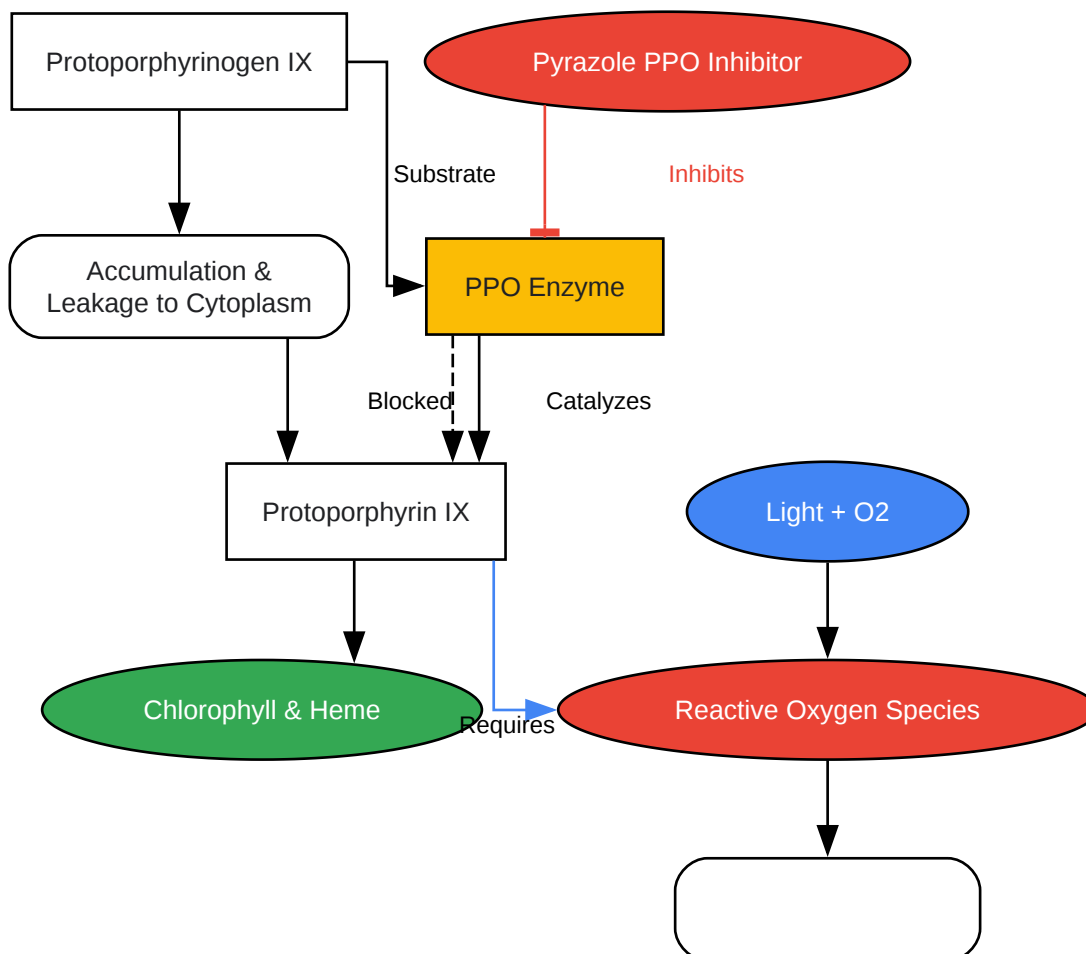 Protoporphyrinogen IX
Pyrazole PPO Inhibitor
Substrate
Inhibits
Accumulation &
Leakage to Cytoplasm
PPO Enzyme
Blocked
Catalyzes
Protoporphyrin IX
Light + O2
Chlorophyll & Heme
Requires
Reactive Oxygen Species